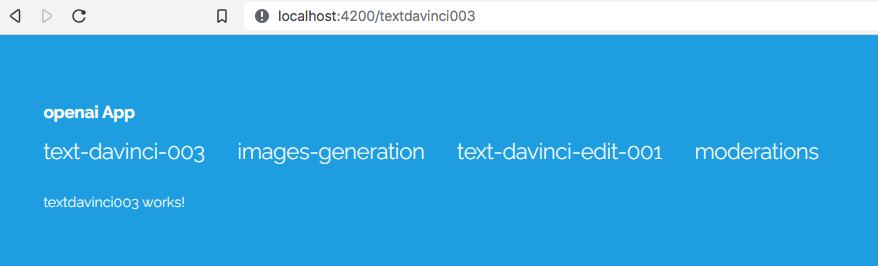 localhost:4200/textdavinci003
openai App
text-davinci-003 images-generation text-davinci-edit-001 moderations
textdavinci003 works!